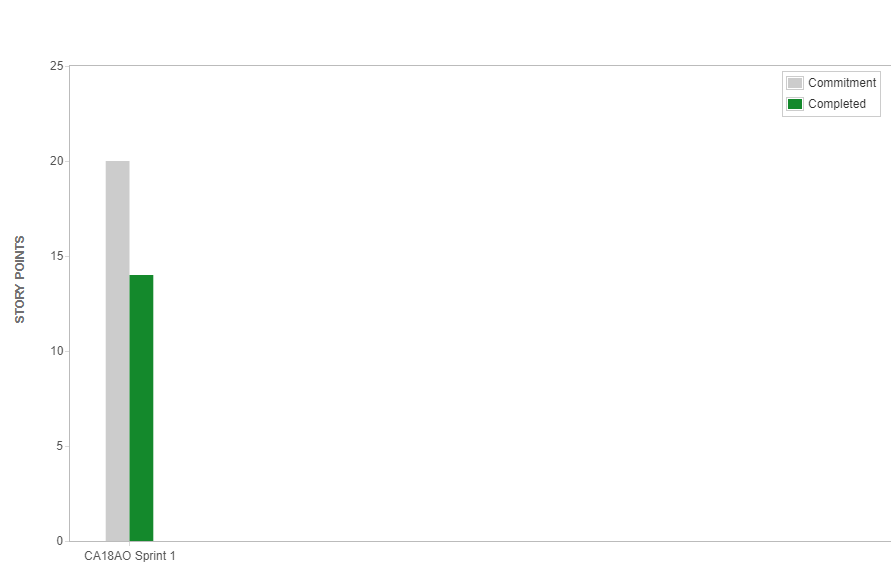 25
Commitment
Completed
20
15
STORY POINTS
10
5
0
CA18AO Sprint 1